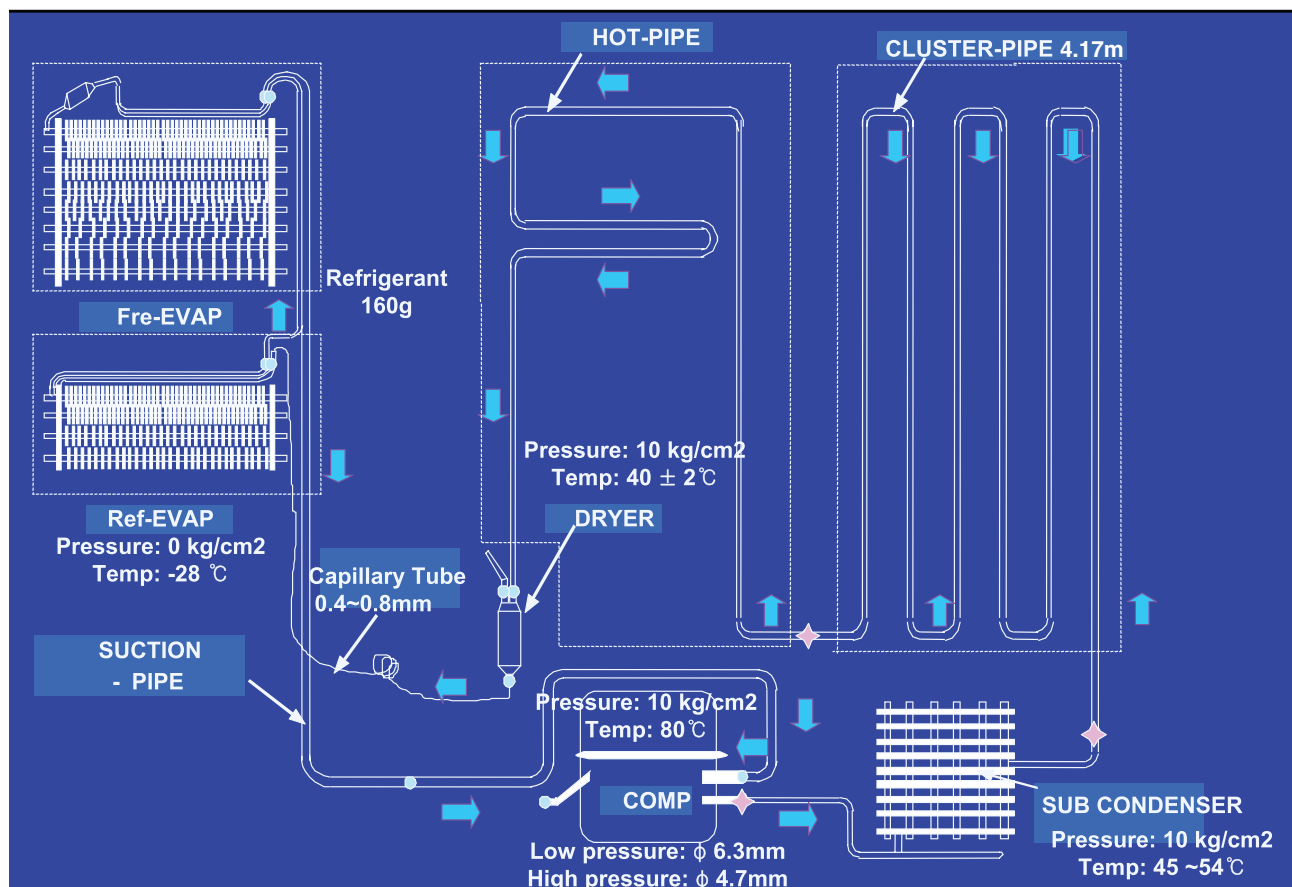 HOT-PIPE
CLUSTER-PIPE 4.17m
Refrigerant
160g
Fre-EVAP
Pressure: 10 kg/cm2
Temp: 40 ± 2℃
Ref-EVAP
Pressure: 0 kg/cm2
Temp: -28 ℃
DRYER
Capillary Tube
0.4~0.8mm
SUCTION
- PIPE
Pressure: 10 kg/cm2
Temp: 80℃
COMP
SUB CONDENSER
Pressure: 10 kg/cm2
Temp: 45 ~54℃
Low pressure: ϕ 6.3mm
High pressure: ϕ 4.7mm